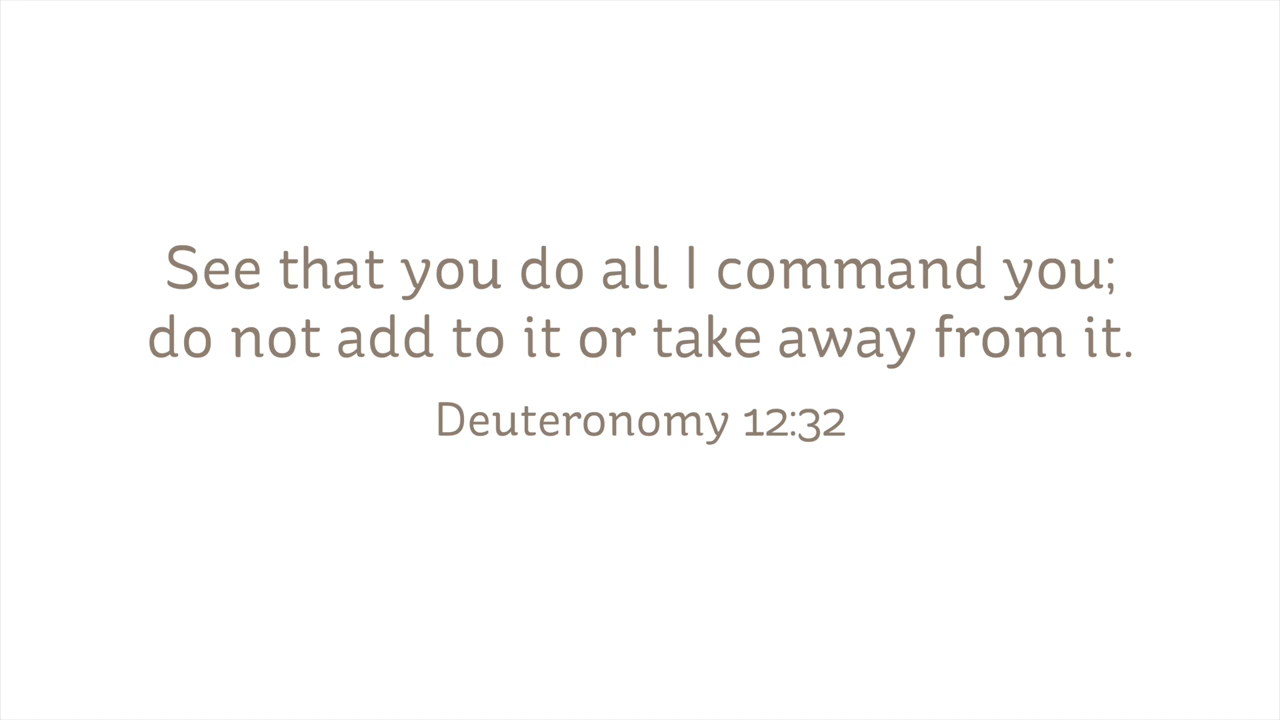 See that you do all I command you;
do not add to it or take away from it.
Deuteronomy 12:32